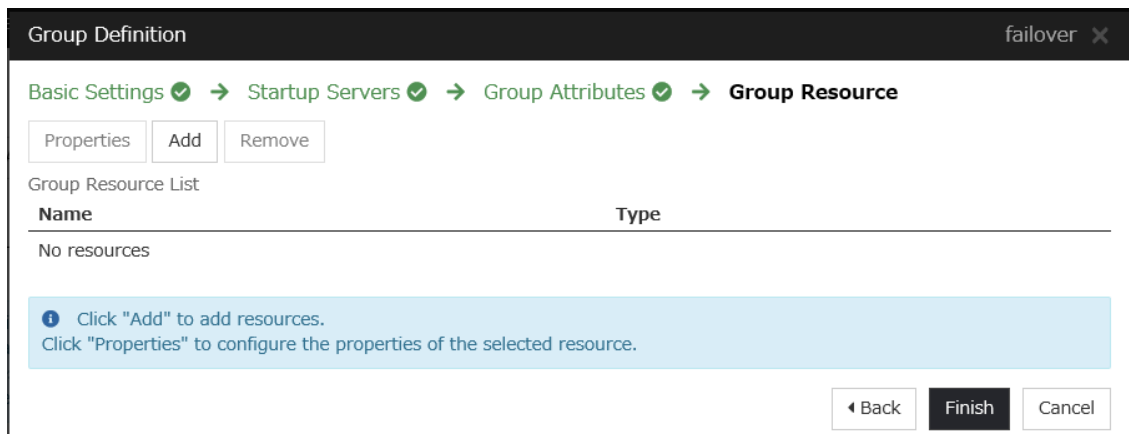 Group Definition failover
Basic Settings → Startup Servers → Group Attributes → Group Resource
Properties Add Remove
Group Resource List
Name Type
No resources
Click "Add" to add resources.
Click "Properties" to configure the properties of the selected resource.
Back Finish Cancel